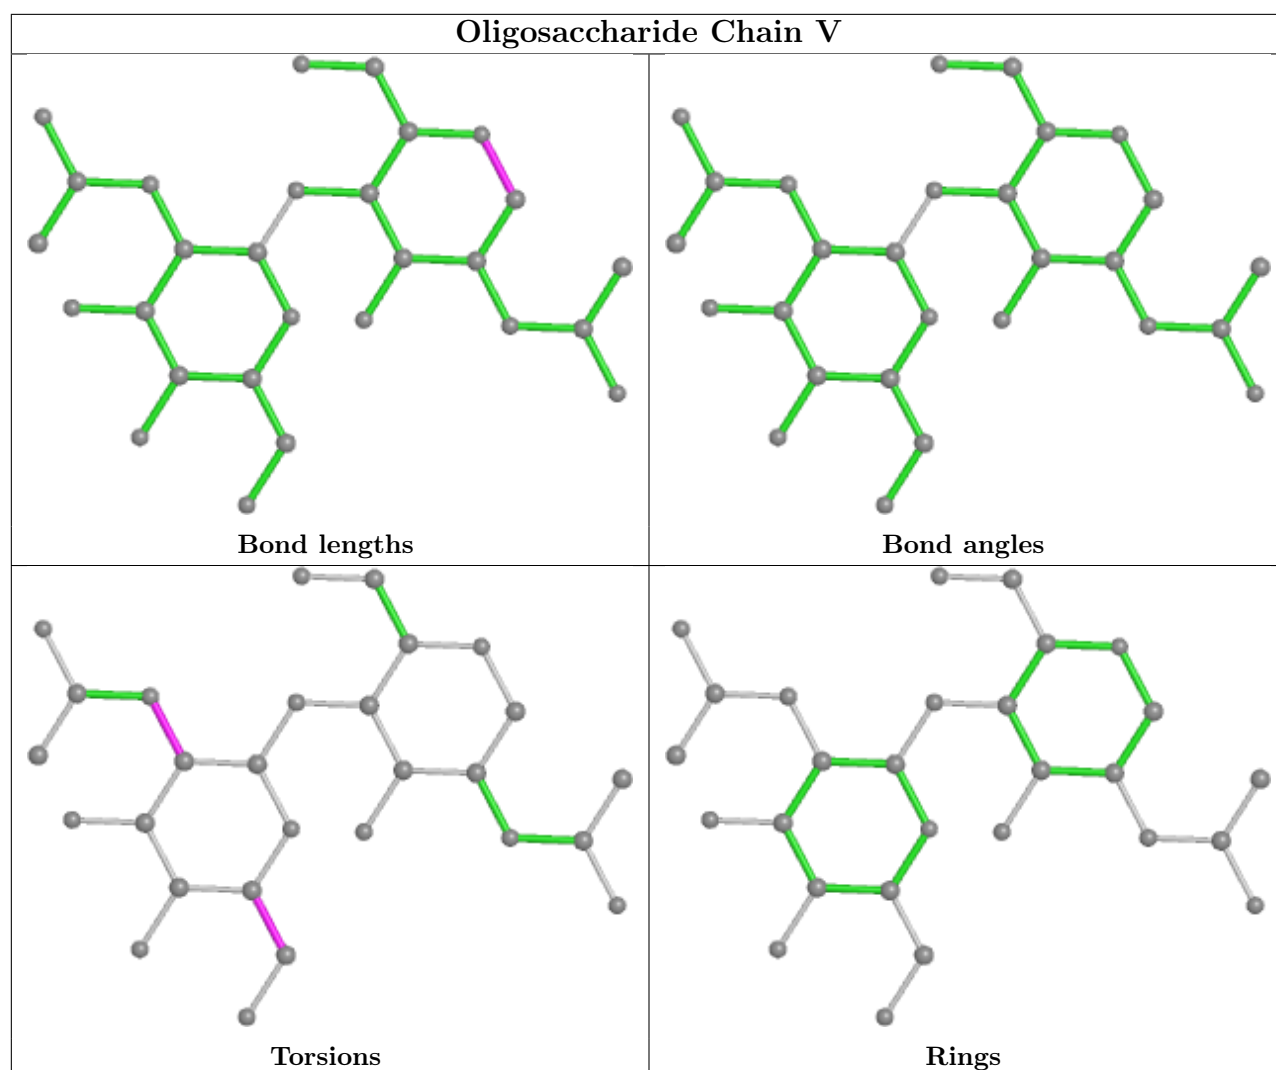 Oligosaccharide Chain V
Bond lengths
Bond angles
Torsions
Rings